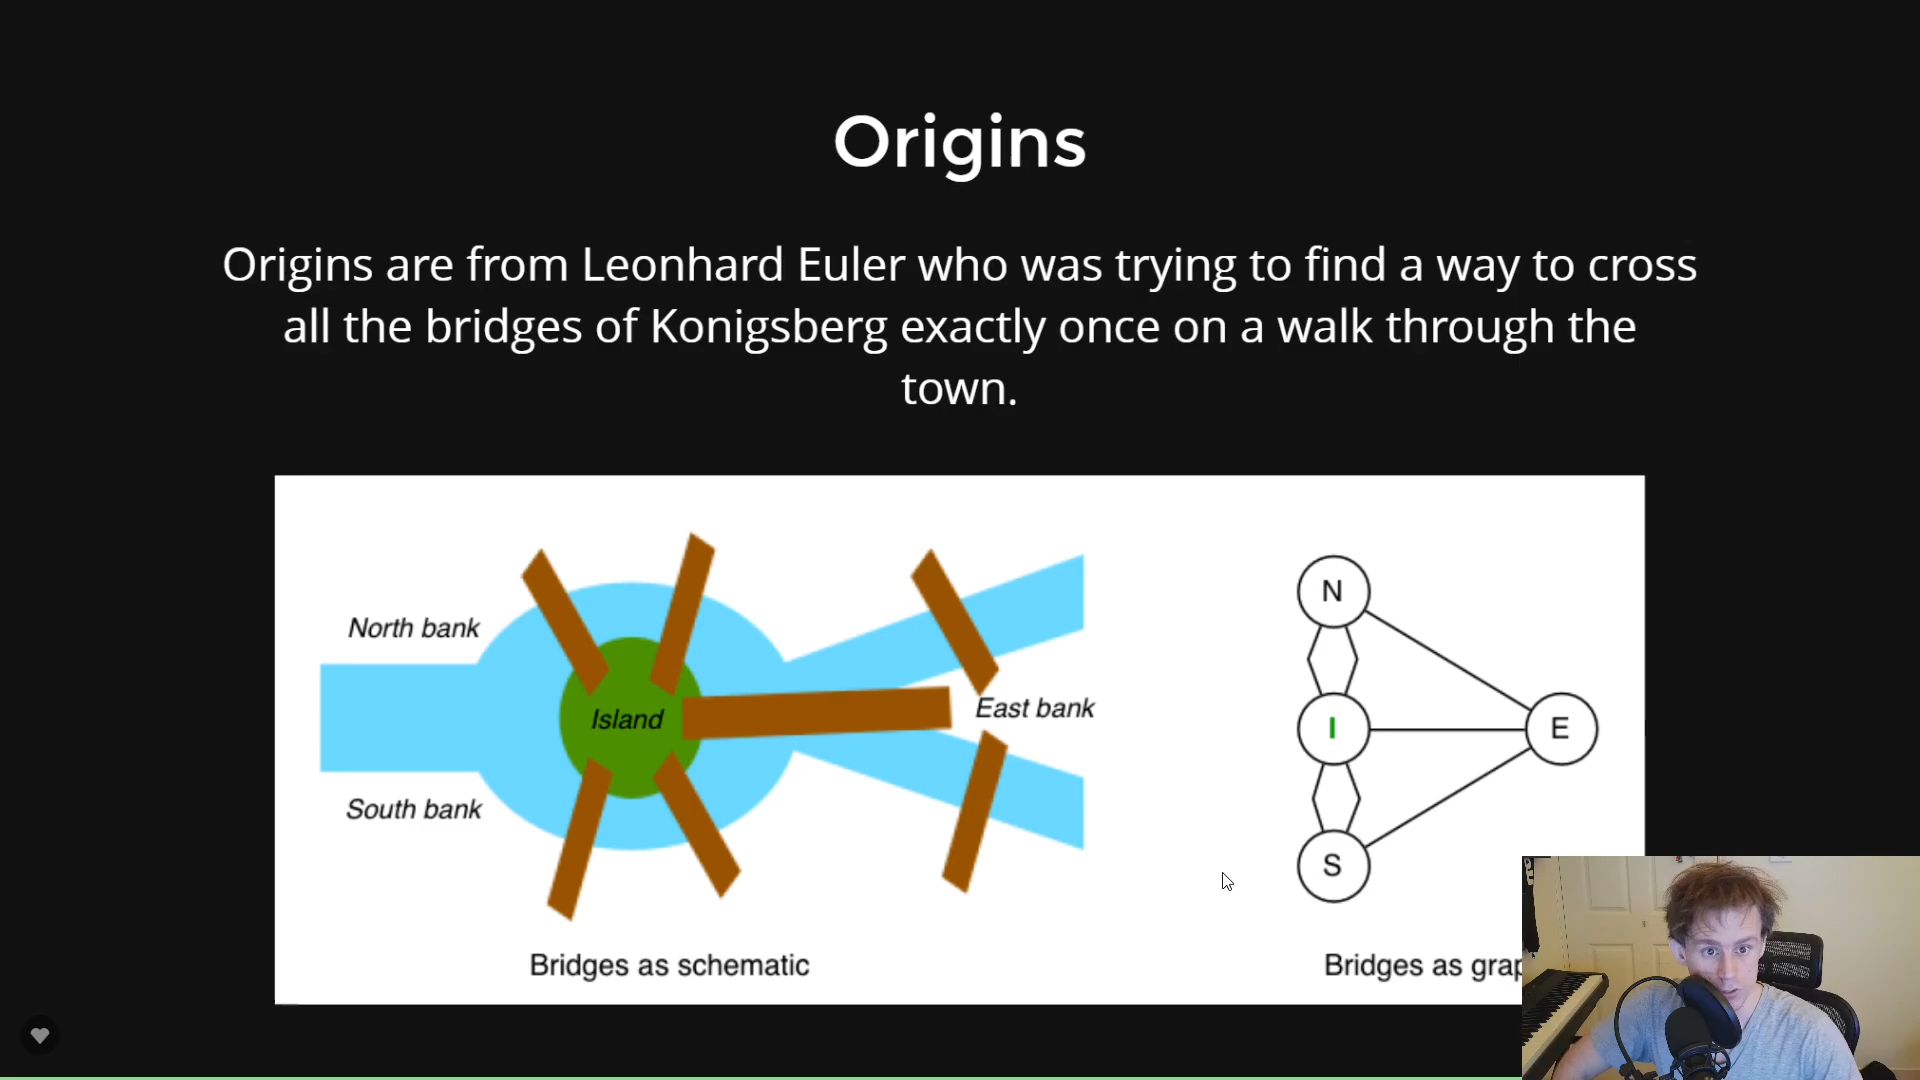 Origins
Origins are from Leonhard Euler who was trying to find a way to cross
all the bridges of Konigsberg exactly once on a walk through the
town.
North bank
Island
East bank
South bank
N
I
E
S
Bridges as schematic
Bridges as grap